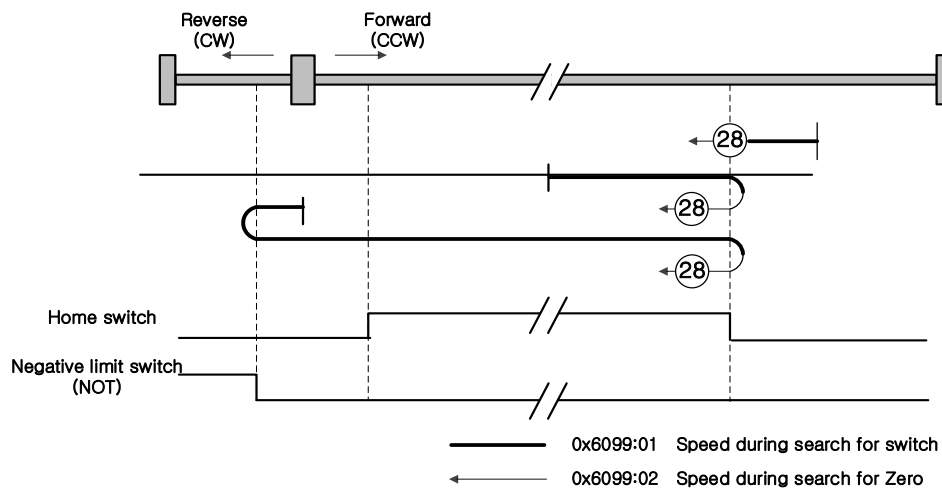 Reverse
(CW)
Forward
(CCW)
28
28
28
Home switch
Negative limit switch
(NOT)
0x6099:01 Speed during search for switch
0x6099:02 Speed during search for Zero